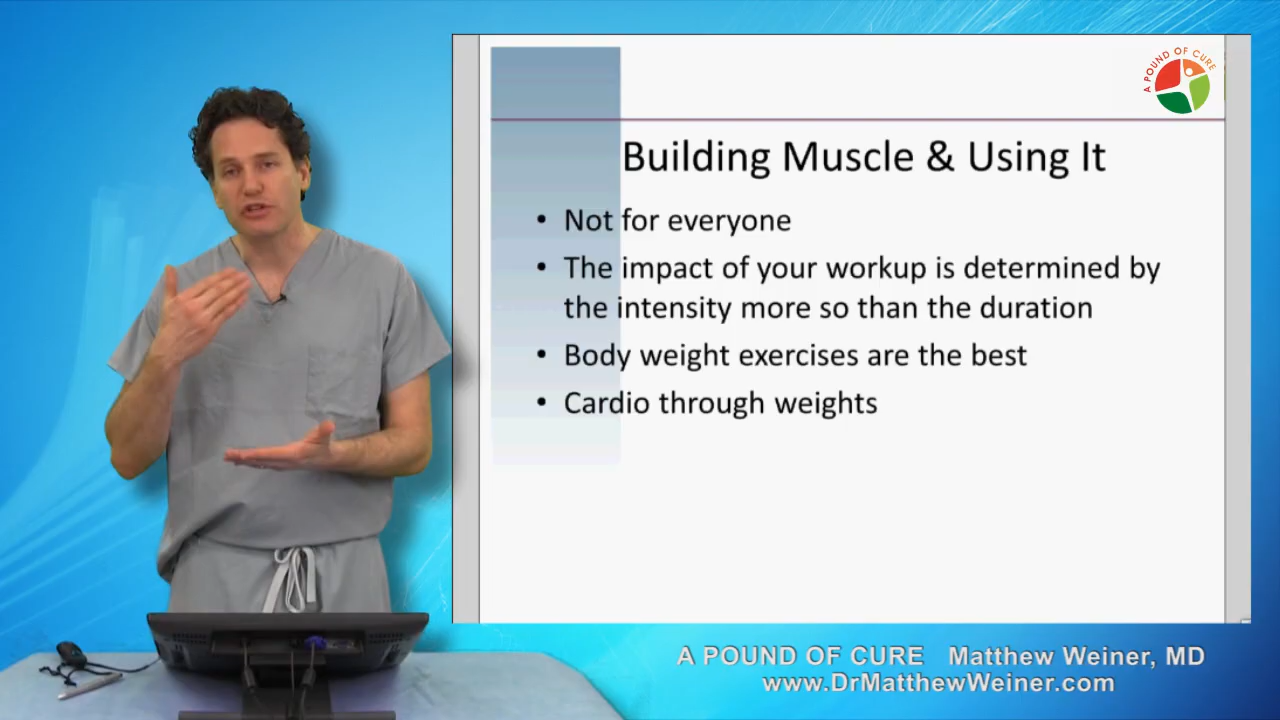 A POUND OF CURE
Building Muscle & Using It
• Not for everyone
• The impact of your workup is determined by
the intensity more so than the duration
• Body weight exercises are the best
• Cardio through weights
A POUND OF CURE Matthew Weiner, MD
www.DrMatthewWeiner.com